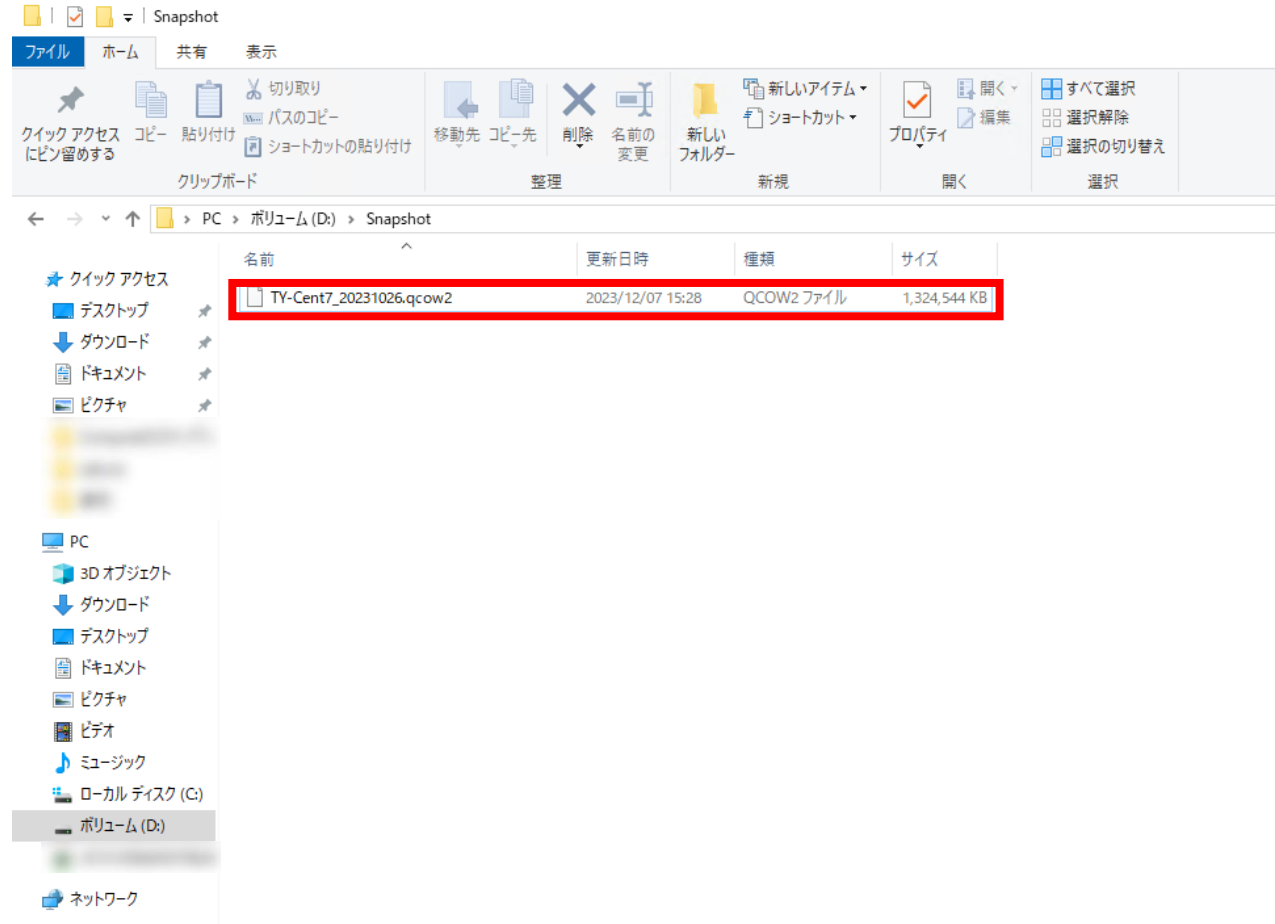 Snapshot
ファイル ホーム 共有 表示
クイック アクセス
にピン留めする
コピー
貼り付け
切り取り
パスのコピー
ショートカットの貼り付け
クリップボード
移動先
コピー先
削除
名前の
変更
整理
新しい
フォルダー
新しいアイテム
ショートカット
新規
プロパティ
開く
編集
開く
すべて選択
選択解除
選択の切り替え
選択
PC > ボリューム (D:) > Snapshot
名前 更新日時 種類 サイズ
TY-Cent7_20231026.qcow2 2023/12/07 15:28 QCOW2 ファイル 1,324,544 KB
クイック アクセス
デスクトップ
ダウンロード
ドキュメント
ピクチャ
PC
3D オブジェクト
ダウンロード
デスクトップ
ドキュメント
ピクチャ
ビデオ
ミュージック
ローカル ディスク (C:)
ボリューム (D:)
ネットワーク